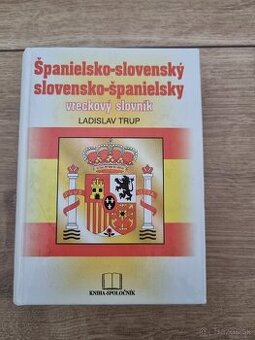 Španielsko-slovenský
slovensko-španielsky
vreckový slovník
LADISLAV TRUP
KNIHA-SPOLOČNÍK